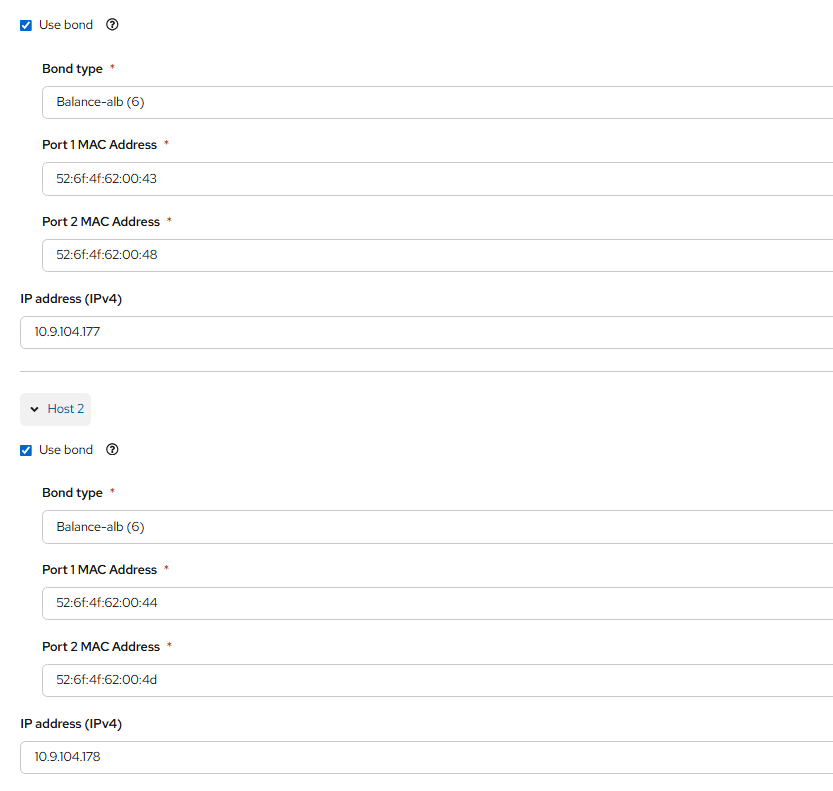 Use bond
Bond type *
Balance-alb (6)
Port 1 MAC Address *
52:6f:4f:62:00:43
Port 2 MAC Address *
52:6f:4f:62:00:48
IP address (IPv4)
10.9.104.177
Host 2
Use bond
Bond type *
Balance-alb (6)
Port 1 MAC Address *
52:6f:4f:62:00:44
Port 2 MAC Address *
52:6f:4f:62:00:4d
IP address (IPv4)
10.9.104.178